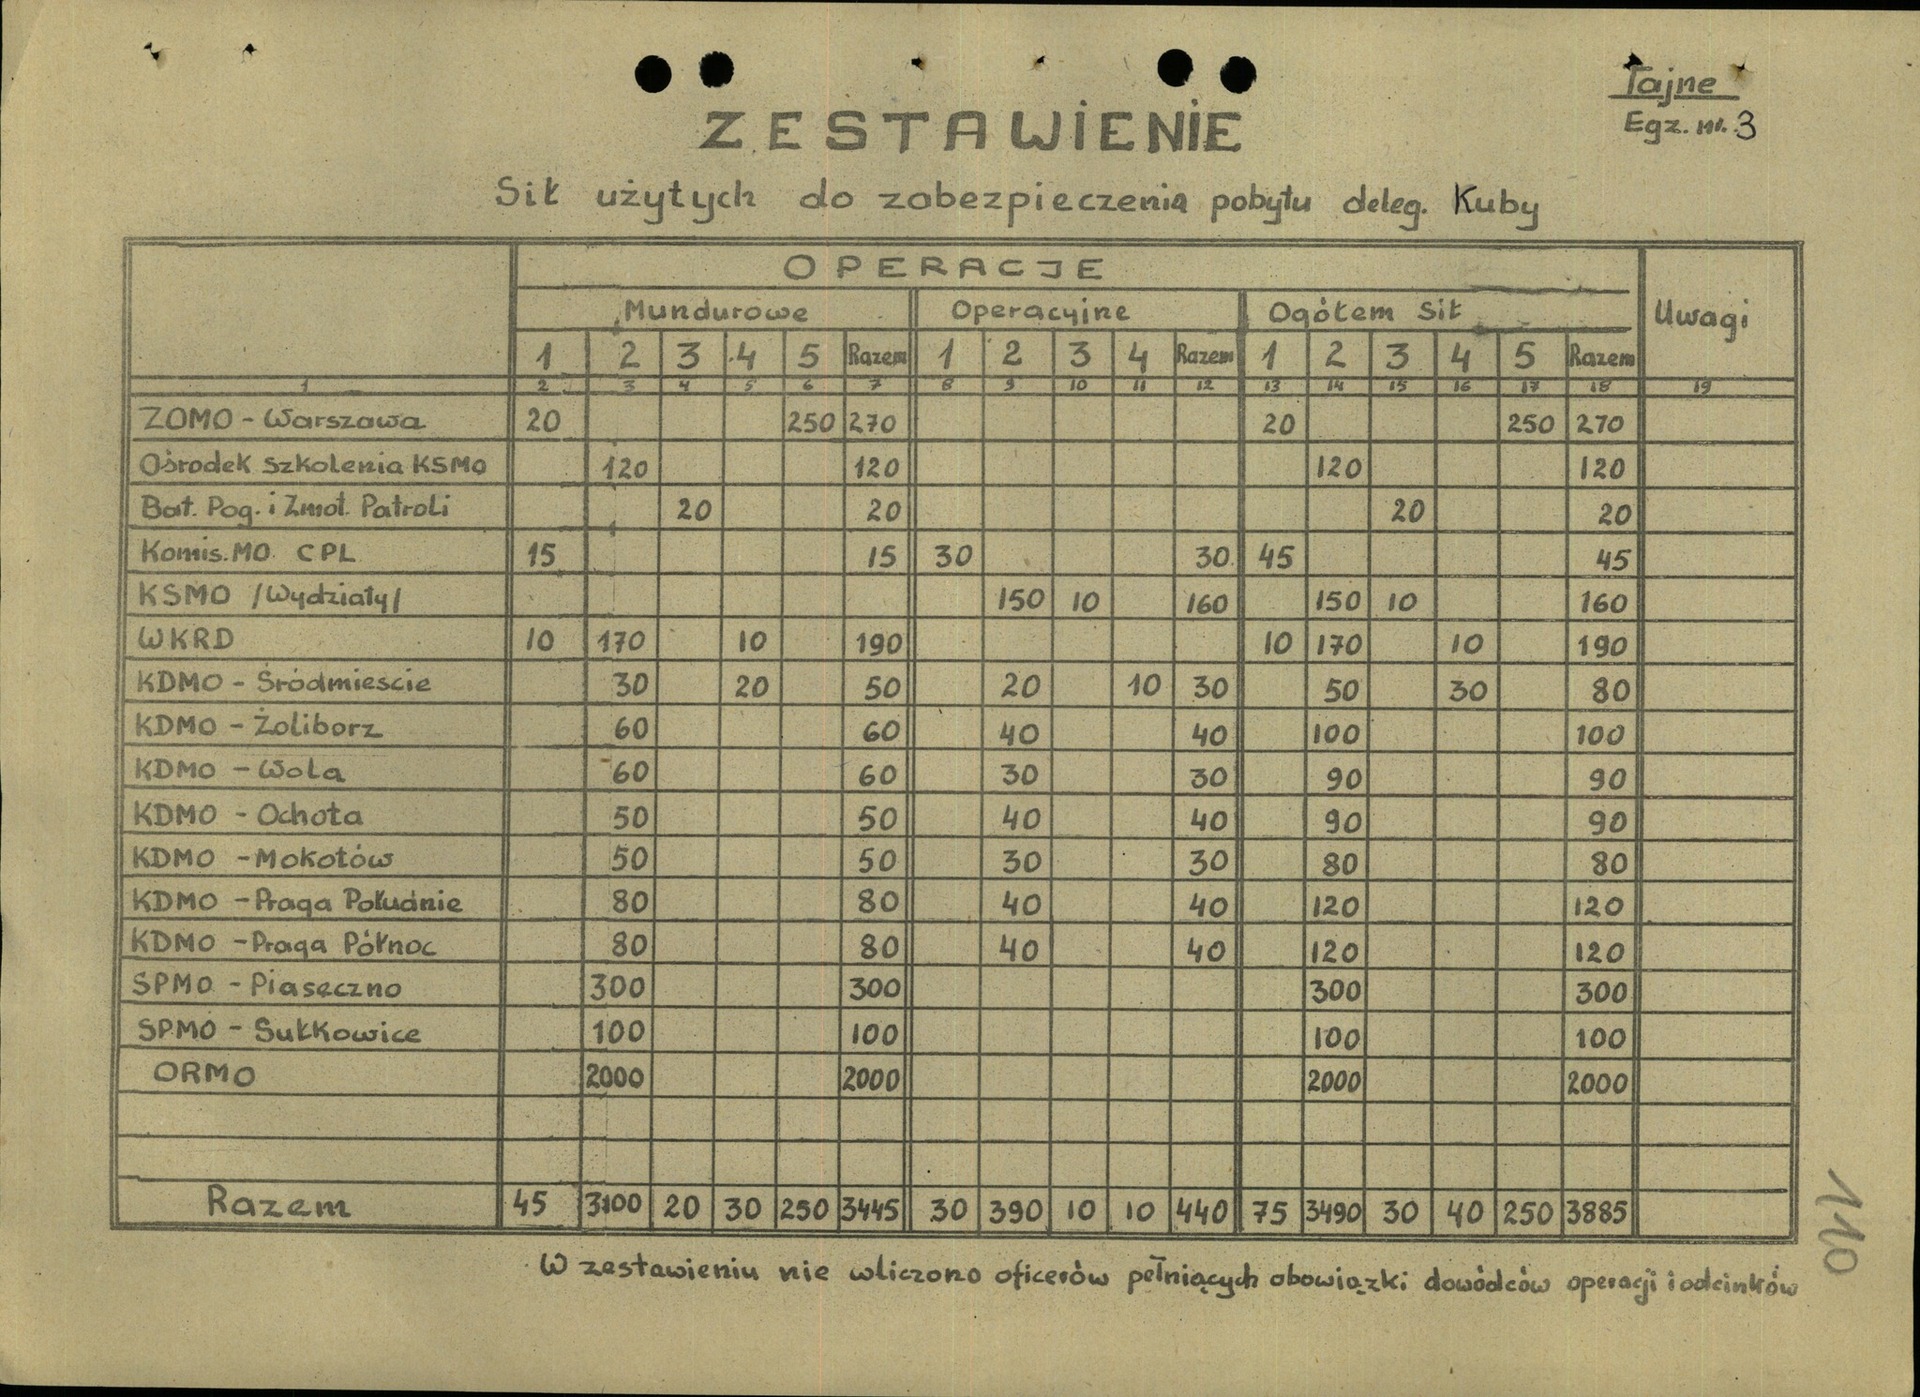 Tajne
Egz. nr. 3
ZESTAWIENIE
Sił użytych do zabezpieczenia pobytu deleg. Kuby
OPERACJE
Mundurowe Operacyjne Ogółem Sił Uwagi
1 2 3 4 5 Razem 1 2 3 4 Razem 1 2 3 4 5 Razem
1 2 3 4 5 6 7 8 9 10 11 12 13 14 15 16 17 18 19
ZOMO - Warszawa 20 250 270 20 250 270
Ośrodek szkolenia KSMO 120 120 120 120
Bat. Pog. i Zmot. Patroli 20 20 20 20
Komis. MO CPL 15 15 30 30 45 45
KSMO /Wydziały/ 150 10 160 150 10 160
WKRD 10 170 10 190 10 170 10 190
KDMO - Śródmiescie 30 20 50 20 10 30 50 30 80
KDMO - Żoliborz 60 60 40 40 100 100
KDMO - Wola 60 60 30 30 90 90
KDMO - Ochota 50 50 40 40 90 90
KDMO - Mokotów 50 50 30 30 80 80
KDMO - Praga Południe 80 80 40 40 120 120
KDMO - Praga Północ 80 80 40 40 120 120
SPMO - Piaseczno 300 300 300 300
SPMO - Sułkowice 100 100 100 100
ORMO 2000 2000 2000 2000
Razem 45 3100 20 30 250 3445 30 390 10 10 440 75 3490 30 40 250 3885
W zestawieniu nie wliczono oficerów pełniących obowiązki dowódców operacji i odcinków
110